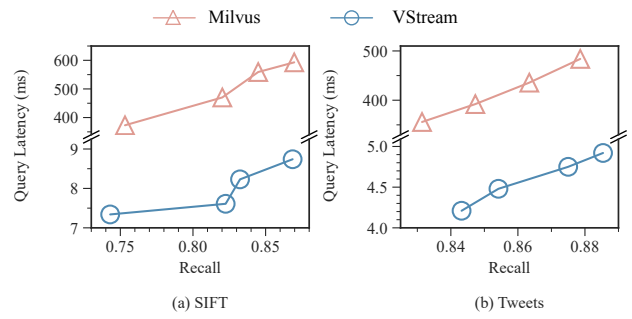 Milvus VStream
600
500
400
9
8
7
Query Latency (ms)
0.75 0.80 0.85
Recall
(a) SIFT
500
400
5.0
4.5
4.0
Query Latency (ms)
0.84 0.86 0.88
Recall
(b) Tweets